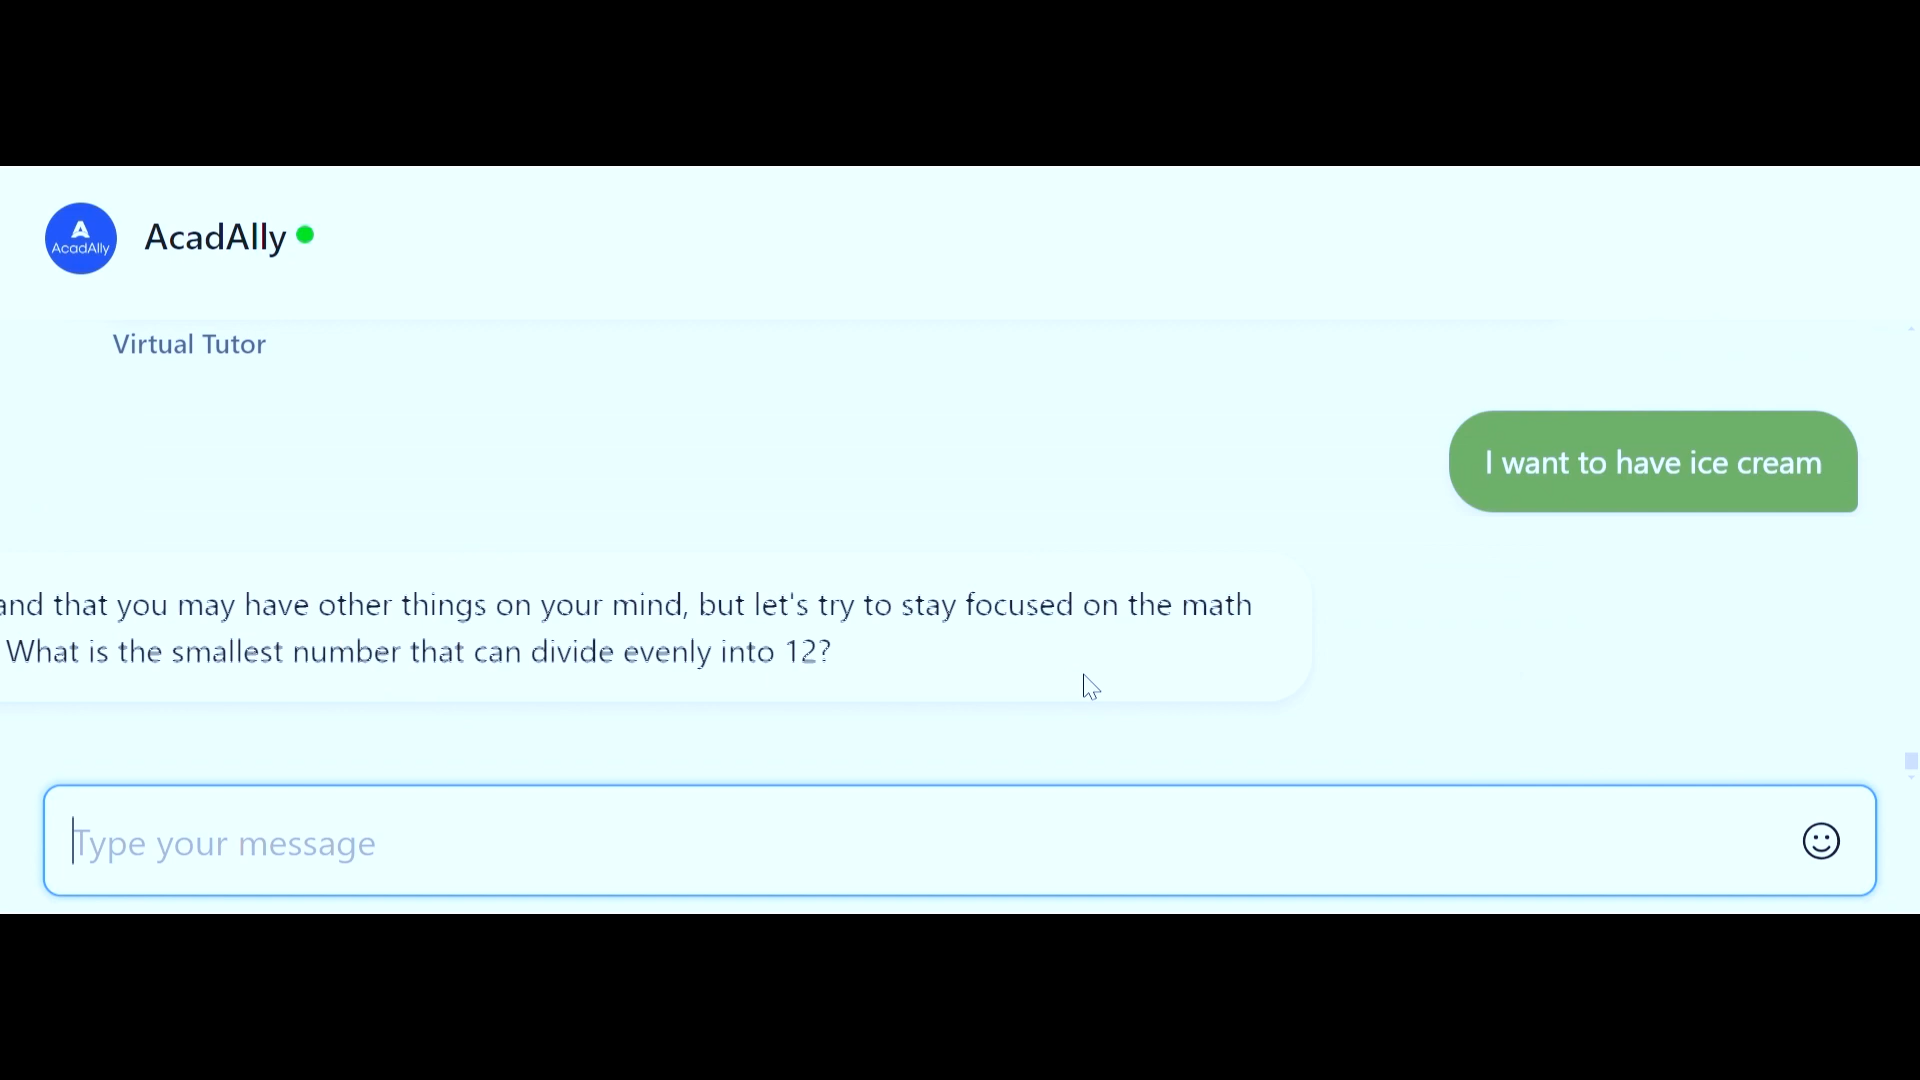 A
AcadAlly
AcadAlly
Virtual Tutor
I want to have ice cream
and that you may have other things on your mind, but let's try to stay focused on the math
What is the smallest number that can divide evenly into 12?
Type your message